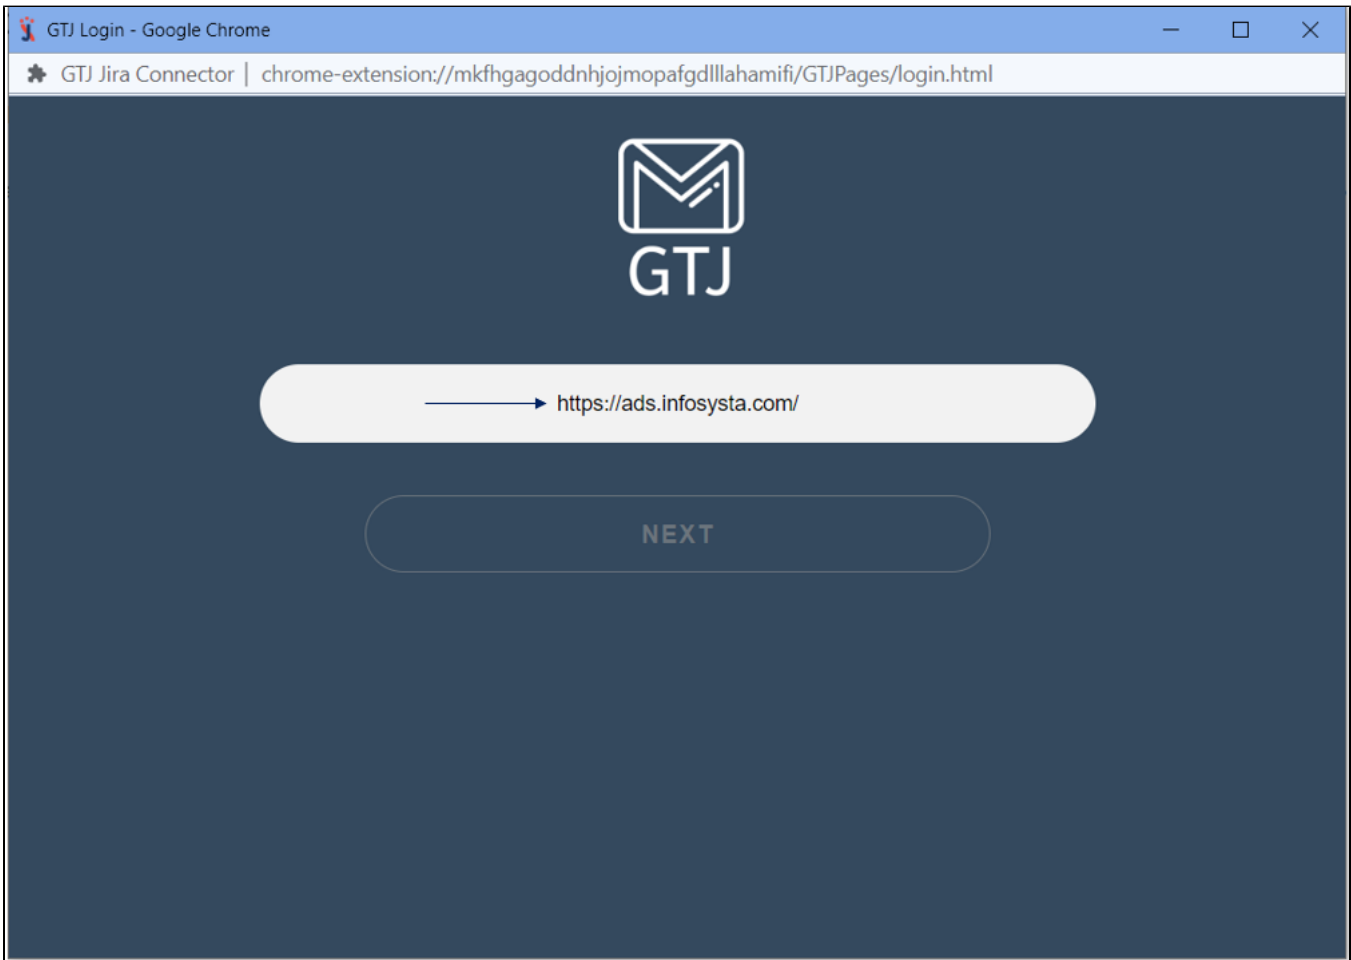 GTJ Login - Google Chrome
GTJ Jira Connector | chrome-extension://mkfhgagoddnhjojmopafgdlllahamifi/GTJPages/login.html
GTJ
https://ads.infosysta.com/
NEXT